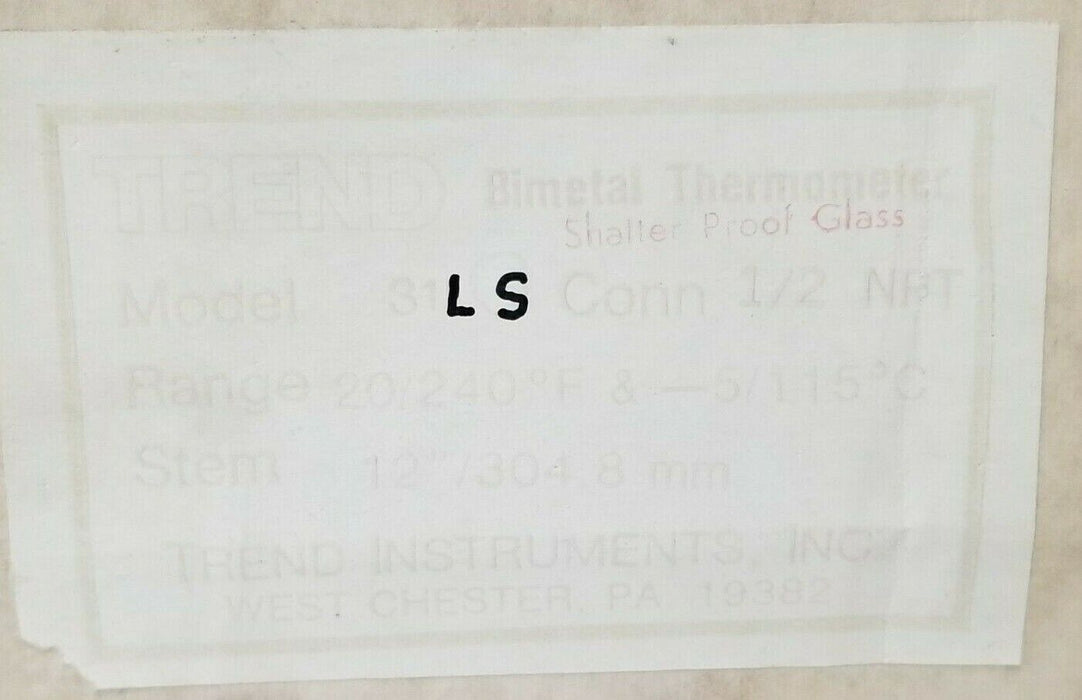 TREND Bimetal Thermometer
Shatter Proof Glass
Model 31 LS Conn 1/2 NPT
Range 20/240°F & —5/115°C
Stem 12"/304.8 mm
TREND INSTRUMENTS, INC.
WEST CHESTER, PA 19382